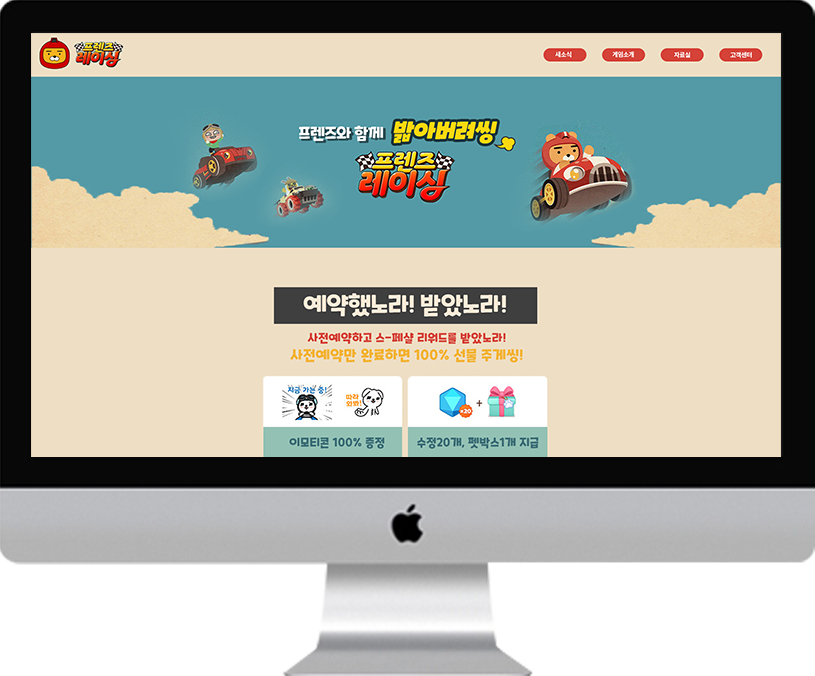 프렌즈
레이싱
새소식
게임소개
자료실
고객센터
프렌즈와 함께 밟아버려씽
프렌즈
레이싱
예약했노라! 받았노라!
사전예약하고 스-페샬 리워드를 받았노라!
사전예약만 완료하면 100% 선물 주게씽!
지금 가는 중!
따라와봐!
x20
+
이모티콘 100% 증정
수정20개, 펫박스1개 지급